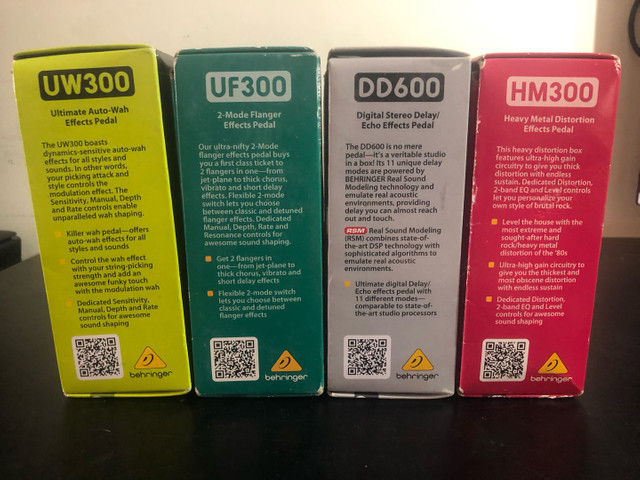 UW300
Ultimate Auto-Wah
Effects Pedal
The UW300 boasts
dynamics-sensitive auto-wah
effects for all styles and
sounds. In other words,
your picking attack and
style controls the
modulation effect. The
Sensitivity, Manual, Depth
and Rate controls enable
unparalleled wah shaping.
Killer wah pedal—offers
auto-wah effects for all
styles and sounds
Control the wah effect
with your string-picking
strength and add an
awesome funky touch
with the modulation wah
Dedicated Sensitivity,
Manual, Depth and Rate
controls for awesome
sound shaping
behringer
UF300
2-Mode Flanger
Effects Pedal
Our ultra-nifty 2-Mode
flanger effects pedal buys
you a first class ticket to
2 flangers in one—from
jet-plane to thick chorus,
vibrato and short delay
effects. Flexible 2-mode
switch lets you choose
between classic and detuned
flanger effects. Dedicated
Manual, Depth, Rate and
Resonance controls for
awesome sound shaping.
Get 2 flangers in
one—from jet-plane to
thick chorus, vibrato and
short delay effects
Flexible 2-mode switch
lets you choose between
classic and detuned
flanger effects
behringer
DD600
Digital Stereo Delay/
Echo Effects Pedal
The DD600 is no mere
pedal—it's a veritable studio
in a box! Its 11 unique delay
modes are powered by
BEHRINGER Real Sound
Modeling technology and
emulate real acoustic
environments, providing
delay you can almost reach
out and touch.
RSM Real Sound Modeling
(RSM) combines state-of-
the-art DSP technology with
sophisticated algorithms to
emulate real acoustic
environments.
Ultimate digital Delay/
Echo effects pedal with
11 different modes—
comparable to state-of-
the-art studio processors
behringer
HM300
Heavy Metal Distortion
Effects Pedal
This heavy distortion box
features ultra-high gain
circuitry to give you thick
distortion with endless
sustain. Dedicated Distortion,
2-band EQ and Level controls
let you personalize your
own style of brutal rock.
Level the house with the
most extreme and
sought-after hard
rock/heavy metal
distortion of the '80s
Ultra-high gain circuitry to
give you the thickest and
most obscene distortion
with endless sustain
Dedicated Distortion,
2-band EQ and Level
controls for awesome
sound shaping
behringer